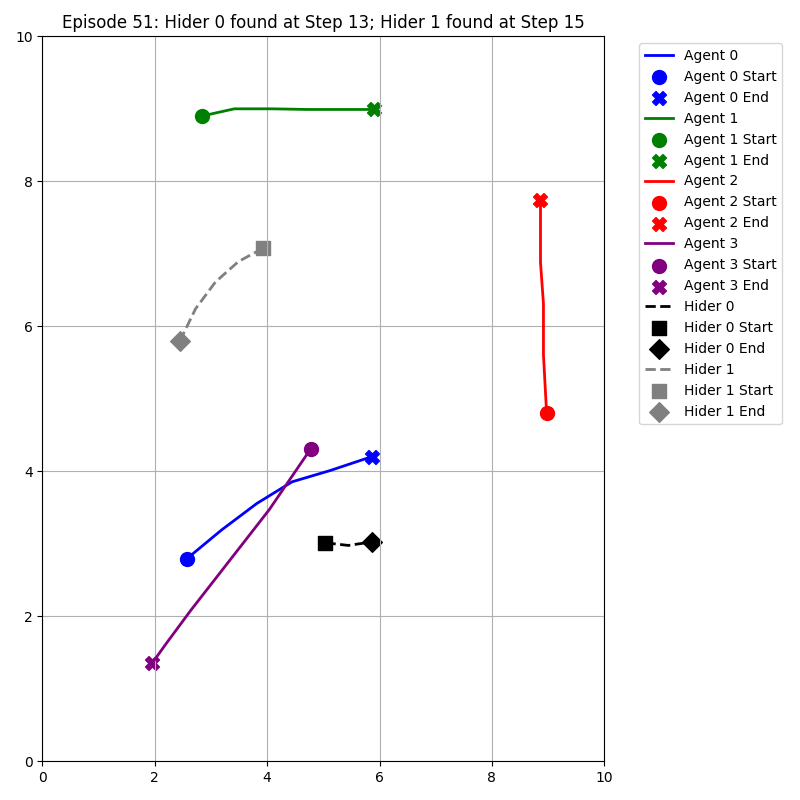 Episode 51: Hider 0 found at Step 13; Hider 1 found at Step 15
10
8
6
4
2
0
0 2 4 6 8 10
Agent 0
Agent 0 Start
Agent 0 End
Agent 1
Agent 1 Start
Agent 1 End
Agent 2
Agent 2 Start
Agent 2 End
Agent 3
Agent 3 Start
Agent 3 End
Hider 0
Hider 0 Start
Hider 0 End
Hider 1
Hider 1 Start
Hider 1 End